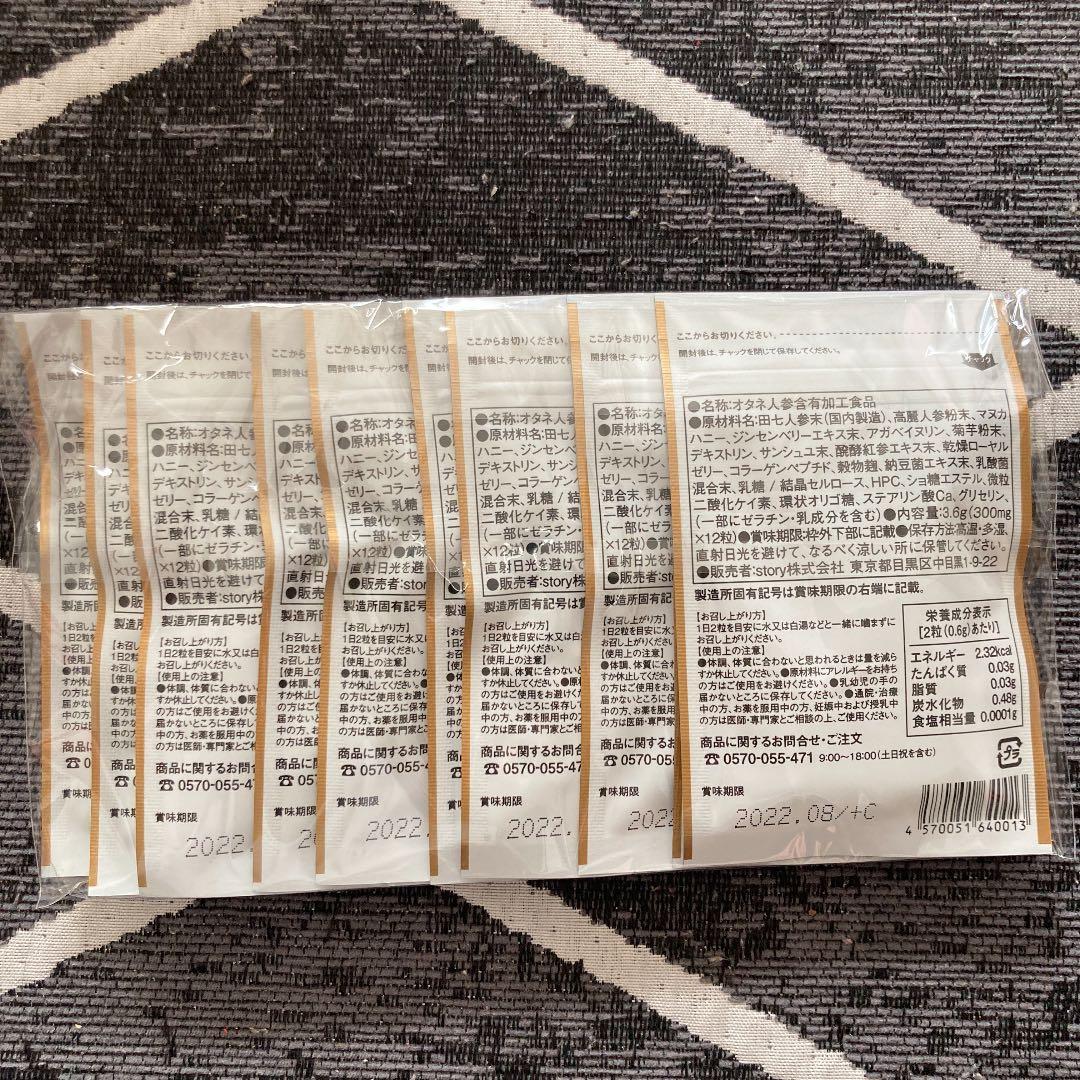 ここからお切りください。
開封後は、チャックを閉じて保存してください。
チャック
●名称:オタネ人参含有加工食品
●原材料名:田七人参末(国内製造)、高麗人参粉末、マヌカ
ハニー、ジンセンベリーエキス末、アガベイヌリン、菊芋粉末、
デキストリン、サンシュユ末、醗酵紅参エキス末、乾燥ローヤル
ゼリー、コラーゲンペプチド、穀物麹、納豆菌エキス末、乳酸菌
混合末、乳糖/結晶セルロース、HPC、ショ糖エステル、微粒
二酸化ケイ素、環状オリゴ糖、ステアリン酸Ca、グリセリン、
(一部にゼラチン・乳成分を含む)●内容量:3.6g(300mg
×12粒)●賞味期限:枠外下部に記載●保存方法:高温・多湿、
直射日光を避けて、なるべく涼しい所に保管してください。
●販売者:story株式会社 東京都目黒区中目黒1-9-22
製造所固有記号は賞味期限の右端に記載。
【お召し上がり方】
1日2粒を目安に水又は白湯などと一緒に噛まずに
お召し上がりください。
【使用上の注意】
●体調、体質に合わないと思われるときは量を減ら
すか休止してください。●原材料にアレルギーをお持ち
の方は、ご使用をお避けください。●乳幼児の手の
届かないところに保存してください。●通院・治療
中の方、お薬を服用中の方、妊娠中および授乳中
の方は医師・専門家とご相談の上、ご使用ください。
栄養成分表示
[2粒(0.6g)あたり]
エネルギー 2.32kcal
たんぱく質 0.03g
脂質 0.03g
炭水化物 0.48g
食塩相当量 0.0001g
商品に関するお問合せ・ご注文
☎0570-055-471 9:00〜18:00(土日祝を含む)
プラ
賞味期限
2022.08/+C
4 570051 640013